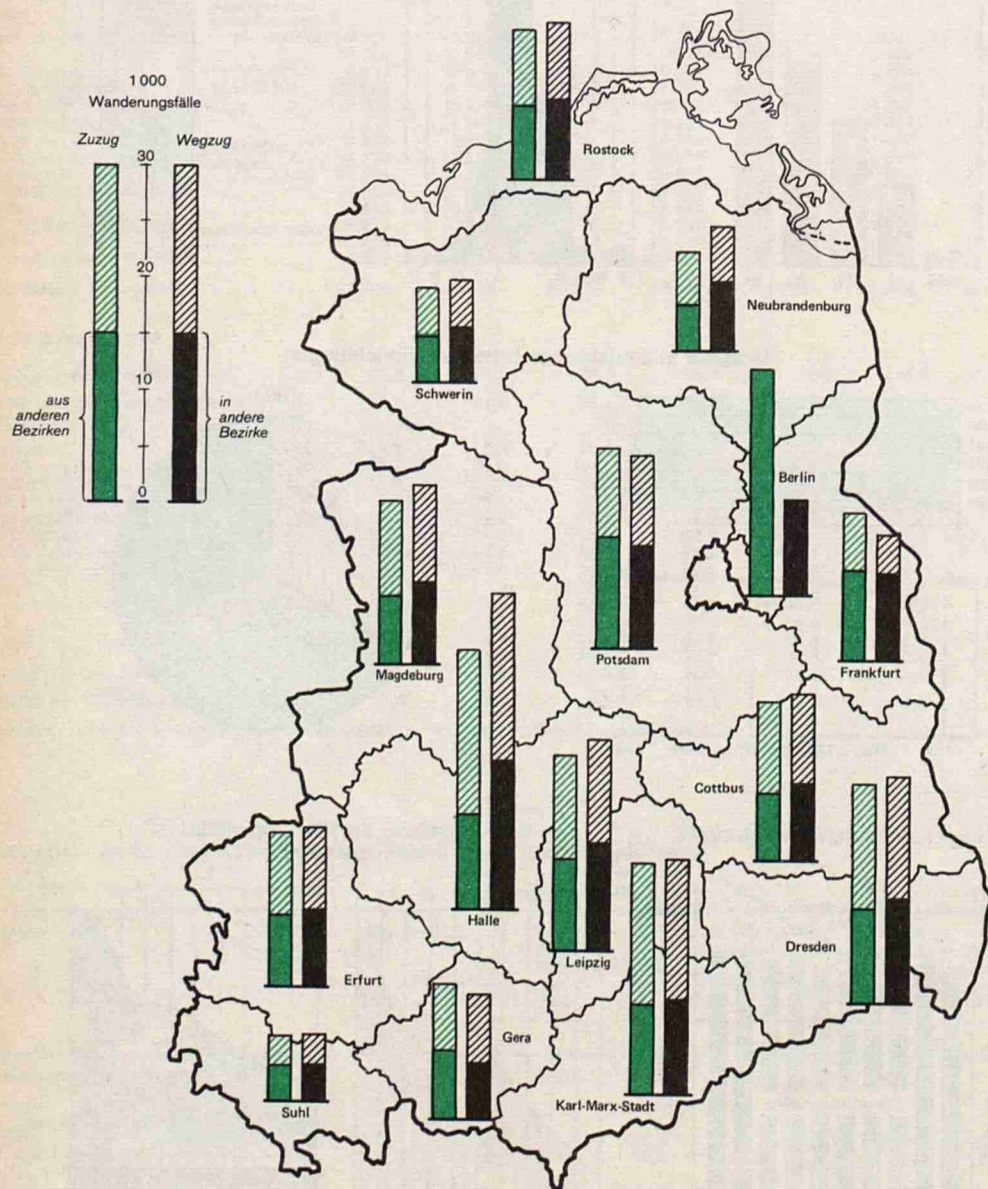 1 000
Wanderungsfälle
Zuzug
Wegzug
30
20
10
0
aus
anderen
Bezirken
in
andere
Bezirke
Rostock
Neubrandenburg
Schwerin
Berlin
Magdeburg
Potsdam
Frankfurt
Cottbus
Halle
Leipzig
Dresden
Erfurt
Gera
Suhl
Karl-Marx-Stadt